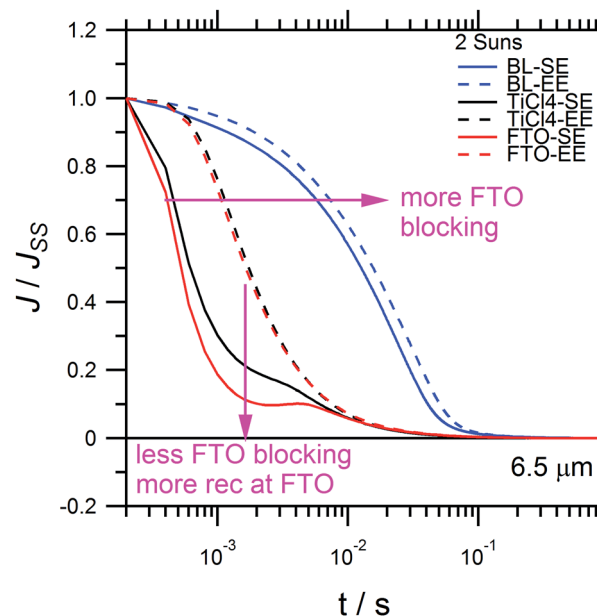 1.2
1.0
0.8
0.6
0.4
0.2
0
-0.2
J / J_SS
2 Suns
BL-SE
BL-EE
TiCl4-SE
TiCl4-EE
FTO-SE
FTO-EE
more FTO
blocking
less FTO blocking
more rec at FTO
6.5 μm
10⁻³
10⁻²
10⁻¹
t / s